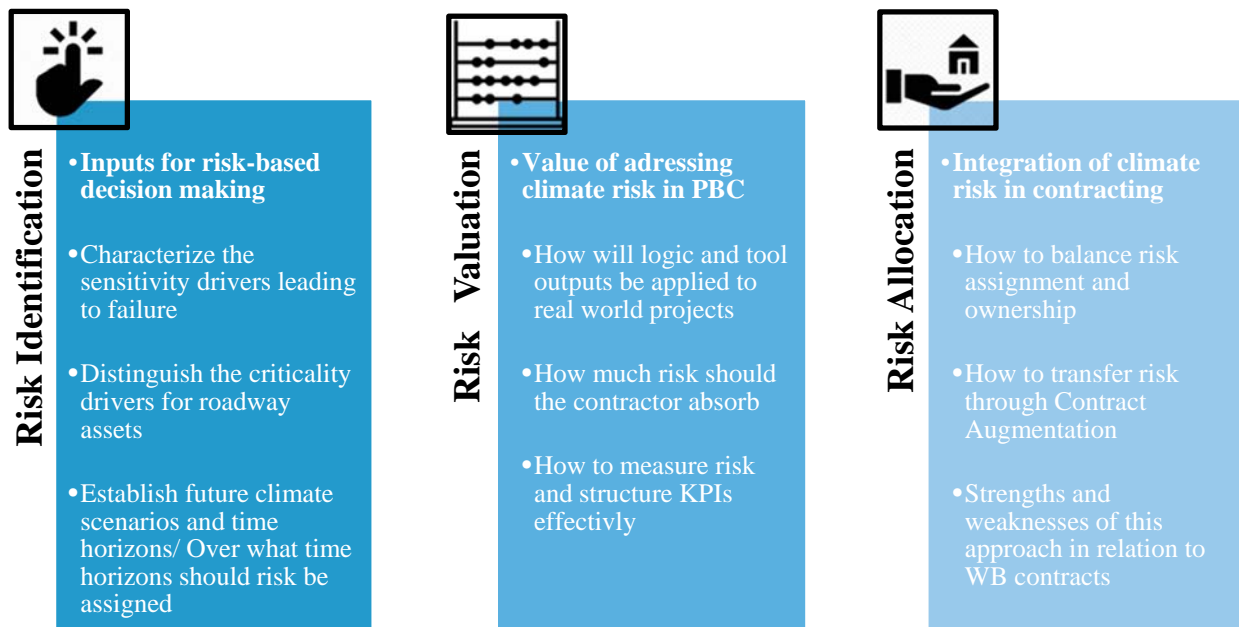 Risk Identification
•Inputs for risk-based
decision making
•Characterize the
sensitivity drivers leading
to failure
•Distinguish the criticality
drivers for roadway
assets
•Establish future climate
scenarios and time
horizons/ Over what time
horizons should risk be
assigned
Risk Valuation
•Value of adressing
climate risk in PBC
•How will logic and tool
outputs be applied to
real world projects
•How much risk should
the contractor absorb
•How to measure risk
and structure KPIs
effectivly
Risk Allocation
•Integration of climate
risk in contracting
•How to balance risk
assignment and
ownership
•How to transfer risk
through Contract
Augmentation
•Strengths and
weaknesses of this
approach in relation to
WB contracts